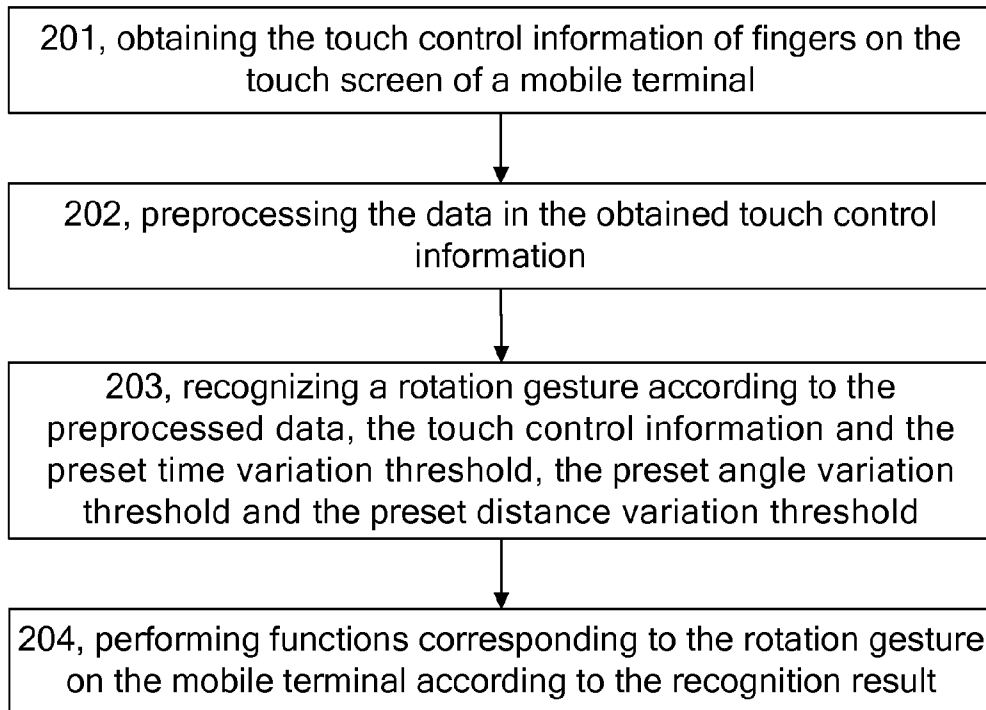 201, obtaining the touch control information of fingers on the
touch screen of a mobile terminal
202, preprocessing the data in the obtained touch control
information
203, recognizing a rotation gesture according to the
preprocessed data, the touch control information and the
preset time variation threshold, the preset angle variation
threshold and the preset distance variation threshold
204, performing functions corresponding to the rotation gesture
on the mobile terminal according to the recognition result